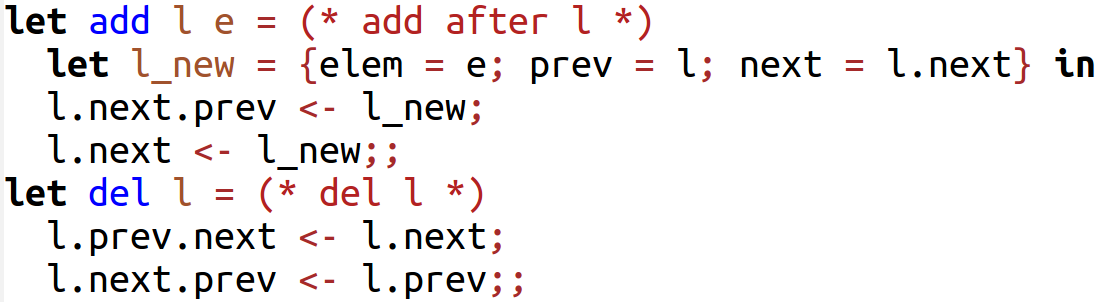 let add l e = (* add after l *)
  let l_new = {elem = e; prev = l; next = l.next} in
  l.next.prev <- l_new;
  l.next <- l_new;;
let del l = (* del l *)
  l.prev.next <- l.next;
  l.next.prev <- l.prev;;